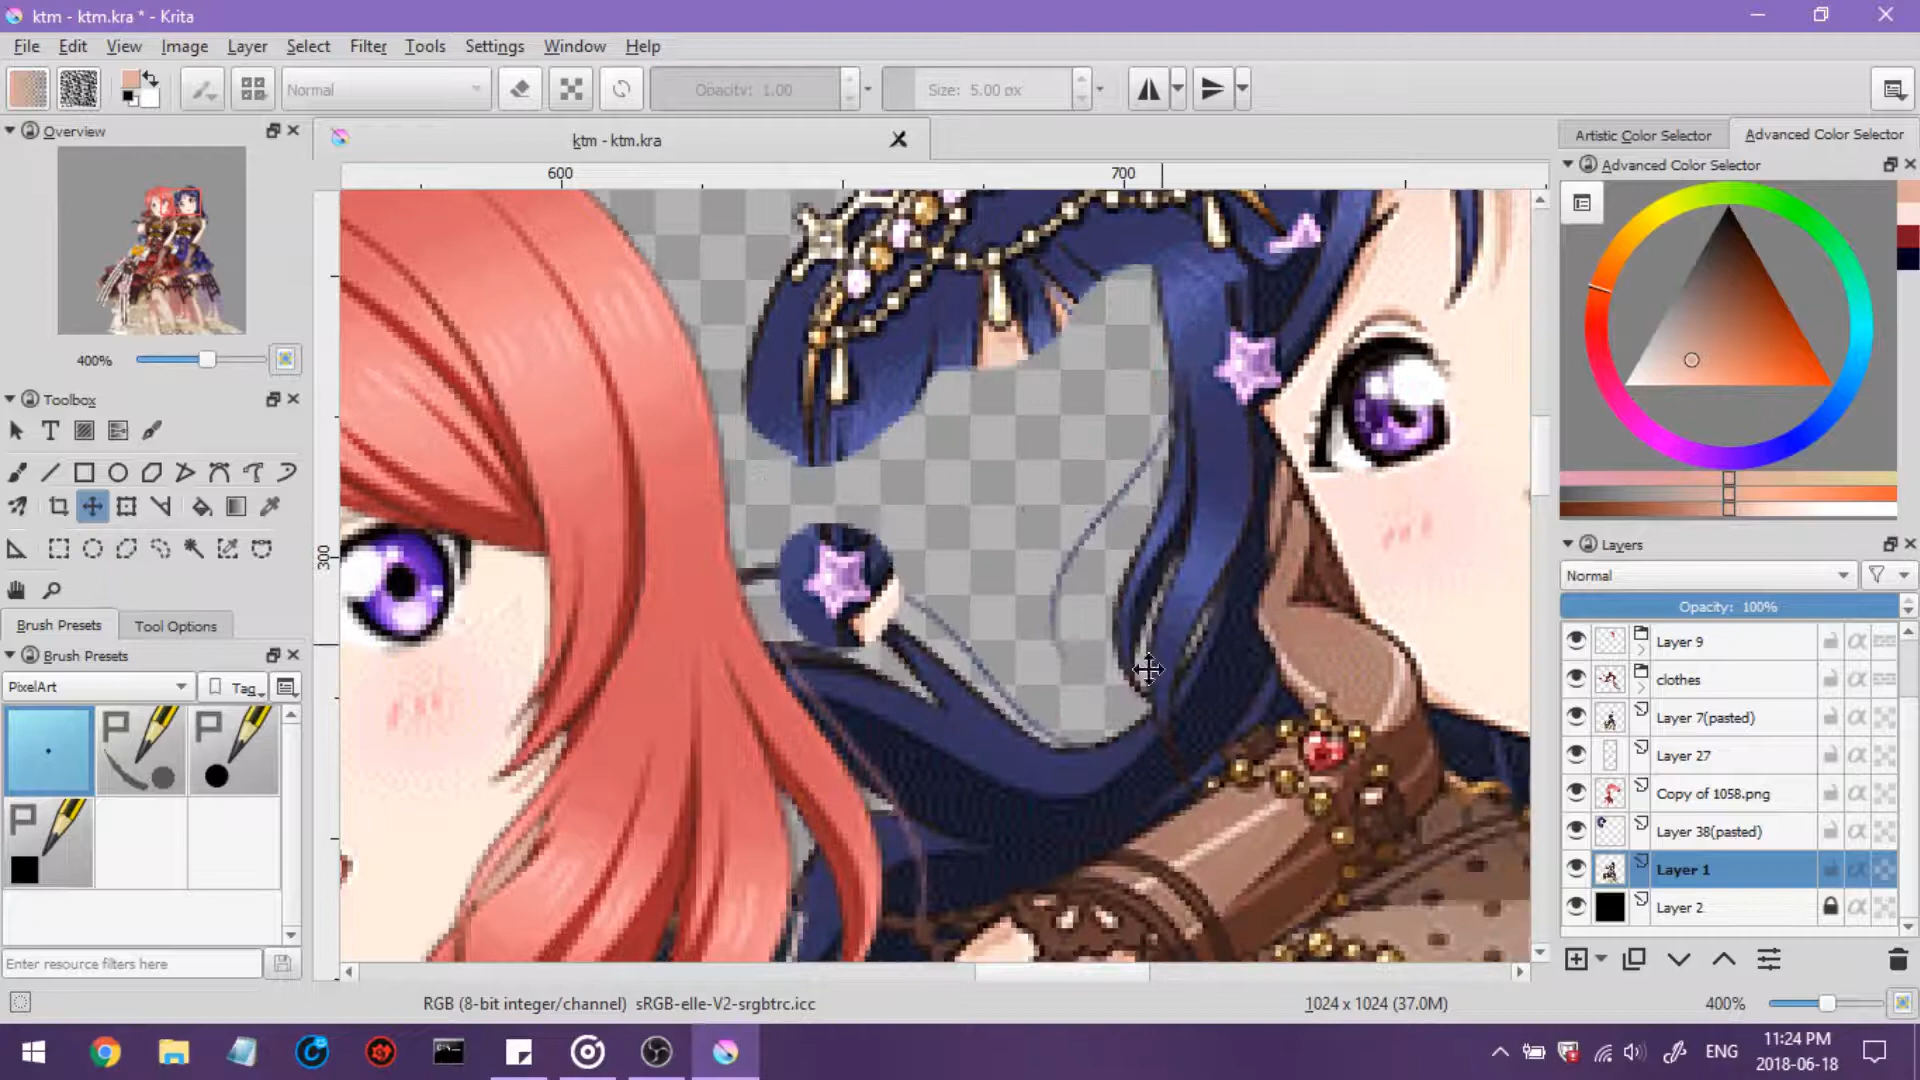 ktm - ktm.kra * - Krita
File Edit View Image Layer Select Filter Tools Settings Window Help
Normal Opacity: 1.00 Size: 5.00 px
Overview
ktm - ktm.kra
Artistic Color Selector Advanced Color Selector
Advanced Color Selector
600 700
300
400%
Toolbox
Brush Presets Tool Options
Brush Presets
PixelArt Tag
Enter resource filters here
Layers
Normal
Opacity: 100%
Layer 9
clothes
Layer 7(pasted)
Layer 27
Copy of 1058.png
Layer 38(pasted)
Layer 1
Layer 2
RGB (8-bit integer/channel) sRGB-elle-V2-srgbtrc.icc 1024 x 1024 (37.0M) 400%
ENG
11:24 PM
2018-06-18